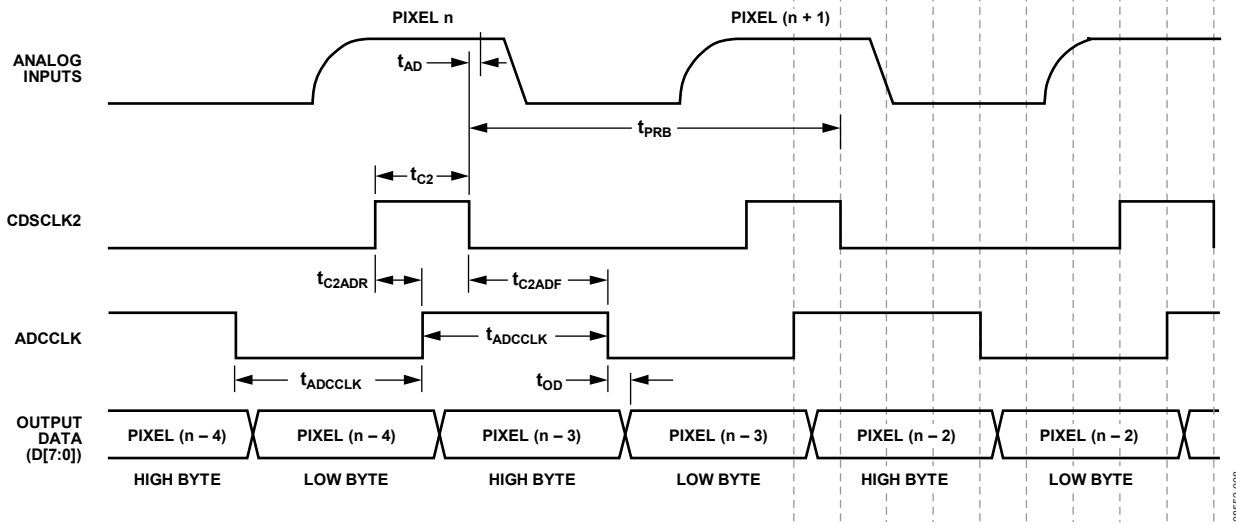 PIXEL n
PIXEL (n + 1)
ANALOG
INPUTS
tAD
tPRB
tC2
CDSCLK2
tC2ADR
tC2ADF
ADCCLK
tADCCLK
tADCCLK
tOD
OUTPUT
DATA
(D[7:0])
PIXEL (n – 4)
PIXEL (n – 4)
PIXEL (n – 3)
PIXEL (n – 3)
PIXEL (n – 2)
PIXEL (n – 2)
HIGH BYTE
LOW BYTE
HIGH BYTE
LOW BYTE
HIGH BYTE
LOW BYTE